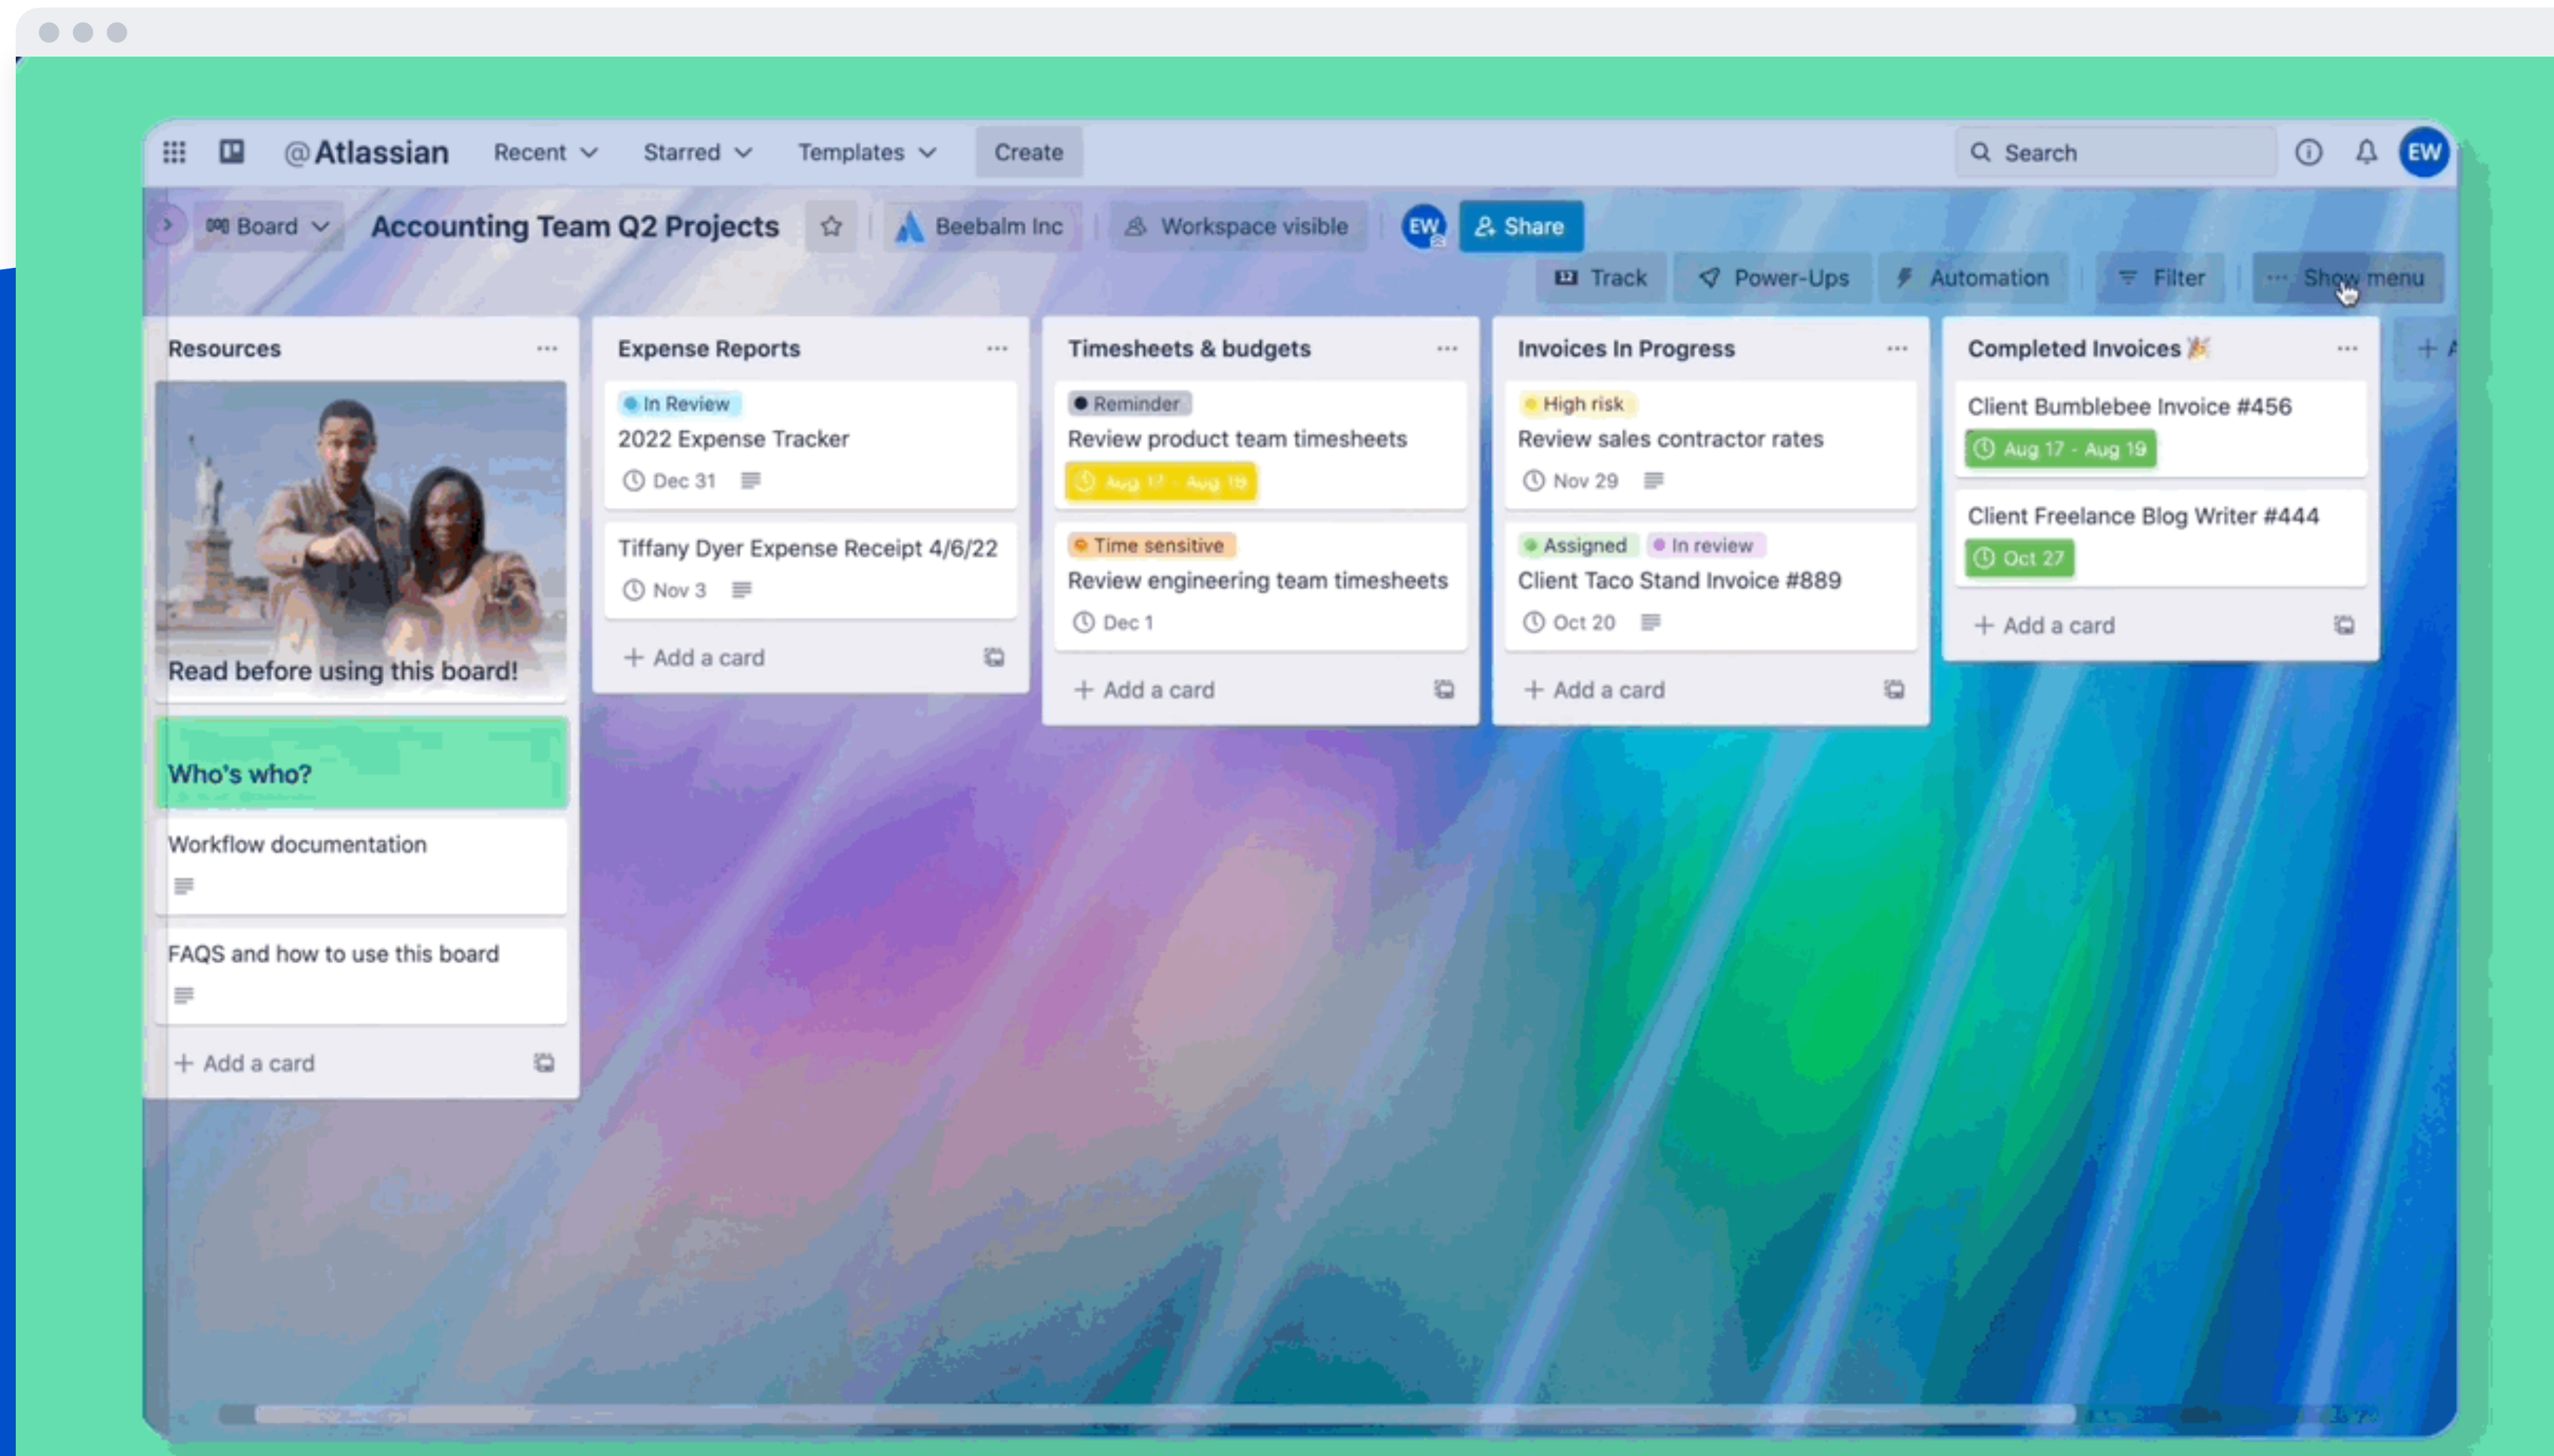 @Atlassian Recent Starred Templates Create Search EW
Board Accounting Team Q2 Projects Beebalm Inc Workspace visible EW Share
Track Power-Ups Automation Filter Show menu
Resources
Read before using this board!
Who's who?
Workflow documentation
FAQS and how to use this board
+ Add a card
Expense Reports
In Review
2022 Expense Tracker
Dec 31
Tiffany Dyer Expense Receipt 4/6/22
Nov 3
+ Add a card
Timesheets & budgets
Reminder
Review product team timesheets
Aug 17 - Aug 19
Time sensitive
Review engineering team timesheets
Dec 1
+ Add a card
Invoices In Progress
High risk
Review sales contractor rates
Nov 29
Assigned In review
Client Taco Stand Invoice #889
Oct 20
+ Add a card
Completed Invoices 🎉
Client Bumblebee Invoice #456
Aug 17 - Aug 19
Client Freelance Blog Writer #444
Oct 27
+ Add a card